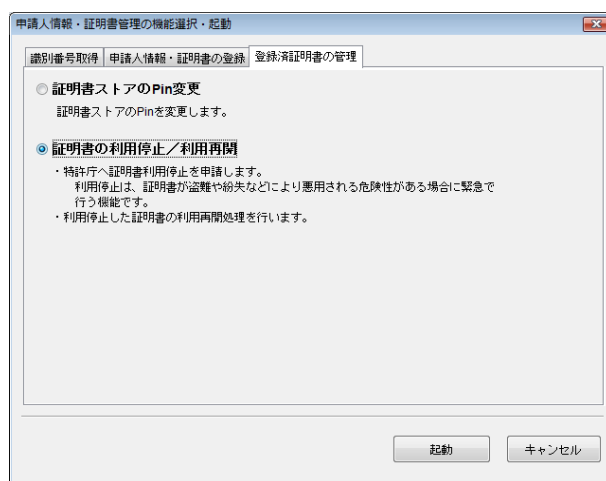 申請人情報・証明書管理の機能選択・起動
識別番号取得 申請人情報・証明書の登録 登録済証明書の管理
証明書ストアのPin変更
証明書ストアのPinを変更します。
証明書の利用停止／利用再開
・特許庁へ証明書利用停止を申請します。
利用停止は、証明書が盗難や紛失などにより悪用される危険性がある場合に緊急で
行う機能です。
・利用停止した証明書の利用再開処理を行います。
起動 キャンセル